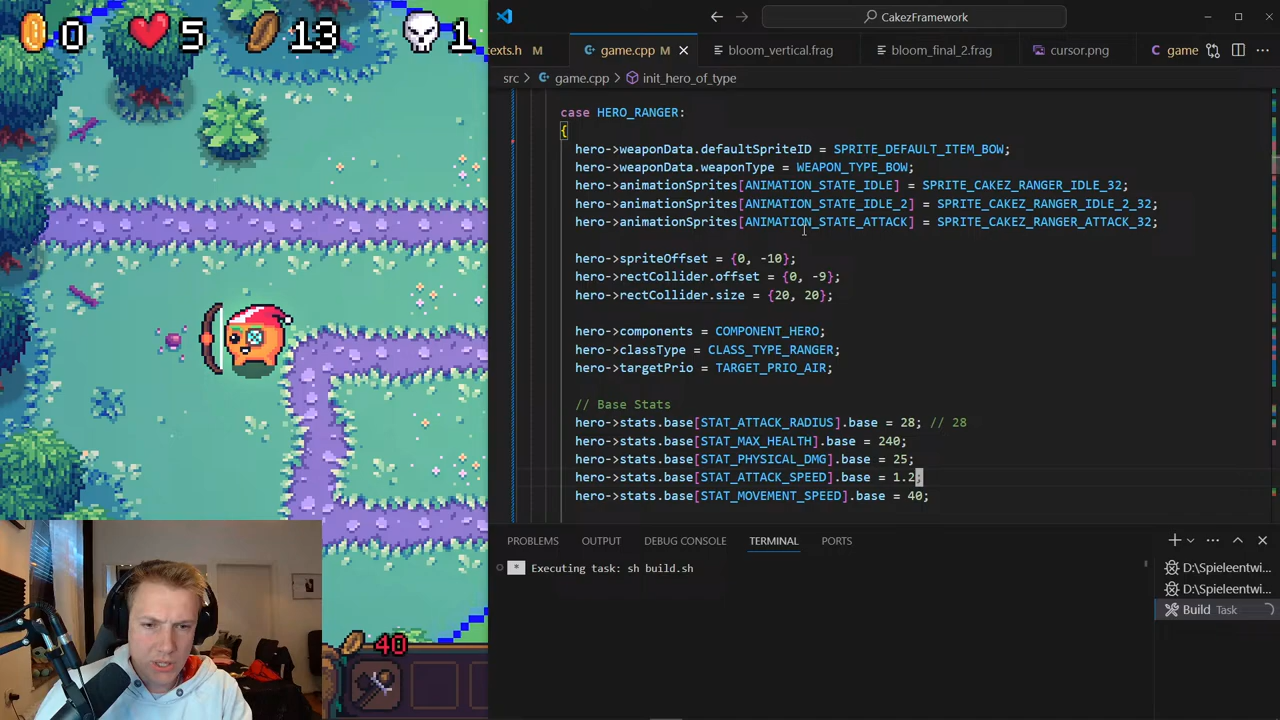 0 5 13 1
40
CakezFramework
texts.h M game.cpp M bloom_vertical.frag bloom_final_2.frag cursor.png game
src > game.cpp > init_hero_of_type
case HERO_RANGER:
{
hero->weaponData.defaultSpriteID = SPRITE_DEFAULT_ITEM_BOW;
hero->weaponData.weaponType = WEAPON_TYPE_BOW;
hero->animationSprites[ANIMATION_STATE_IDLE] = SPRITE_CAKEZ_RANGER_IDLE_32;
hero->animationSprites[ANIMATION_STATE_IDLE_2] = SPRITE_CAKEZ_RANGER_IDLE_2_32;
hero->animationSprites[ANIMATION_STATE_ATTACK] = SPRITE_CAKEZ_RANGER_ATTACK_32;
hero->spriteOffset = {0, -10};
hero->rectCollider.offset = {0, -9};
hero->rectCollider.size = {20, 20};
hero->components = COMPONENT_HERO;
hero->classType = CLASS_TYPE_RANGER;
hero->targetPrio = TARGET_PRIO_AIR;
// Base Stats
hero->stats.base[STAT_ATTACK_RADIUS].base = 28; // 28
hero->stats.base[STAT_MAX_HEALTH].base = 240;
hero->stats.base[STAT_PHYSICAL_DMG].base = 25;
hero->stats.base[STAT_ATTACK_SPEED].base = 1.2;
hero->stats.base[STAT_MOVEMENT_SPEED].base = 40;
PROBLEMS OUTPUT DEBUG CONSOLE TERMINAL PORTS
* Executing task: sh build.sh
D:\Spieleentwi...
D:\Spieleentwi...
Build Task